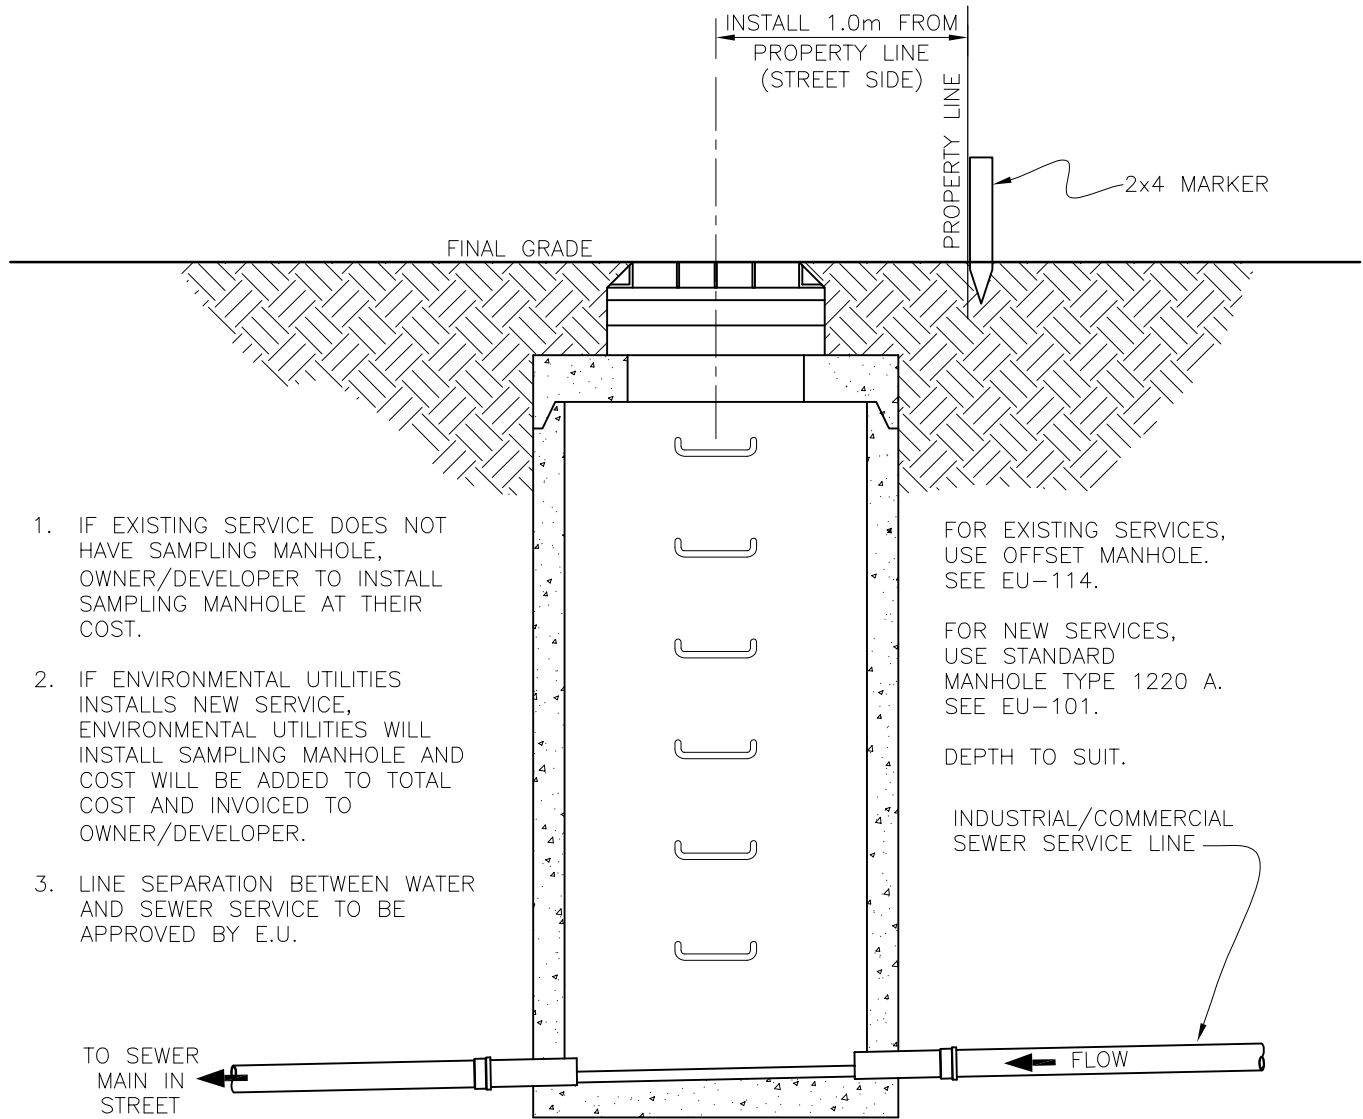 INSTALL 1.0m FROM
PROPERTY LINE
(STREET SIDE)
PROPERTY LINE
2x4 MARKER
FINAL GRADE
1. IF EXISTING SERVICE DOES NOT
HAVE SAMPLING MANHOLE,
OWNER/DEVELOPER TO INSTALL
SAMPLING MANHOLE AT THEIR
COST.
2. IF ENVIRONMENTAL UTILITIES
INSTALLS NEW SERVICE,
ENVIRONMENTAL UTILITIES WILL
INSTALL SAMPLING MANHOLE AND
COST WILL BE ADDED TO TOTAL
COST AND INVOICED TO
OWNER/DEVELOPER.
3. LINE SEPARATION BETWEEN WATER
AND SEWER SERVICE TO BE
APPROVED BY E.U.
FOR EXISTING SERVICES,
USE OFFSET MANHOLE.
SEE EU-114.
FOR NEW SERVICES,
USE STANDARD
MANHOLE TYPE 1220 A.
SEE EU-101.
DEPTH TO SUIT.
INDUSTRIAL/COMMERCIAL
SEWER SERVICE LINE
TO SEWER
MAIN IN
STREET
FLOW